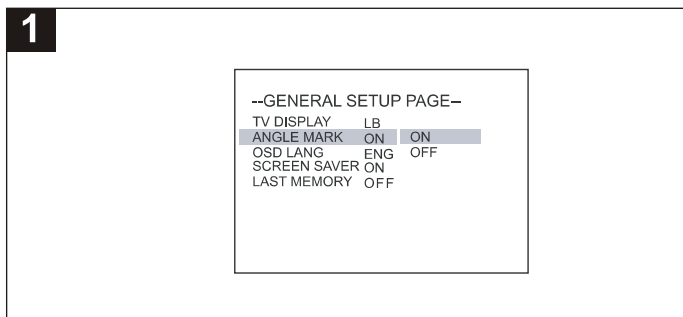 1
--GENERAL SETUP PAGE–
TV DISPLAY LB
ANGLE MARK ON ON
OSD LANG ENG OFF
SCREEN SAVER ON
LAST MEMORY OFF